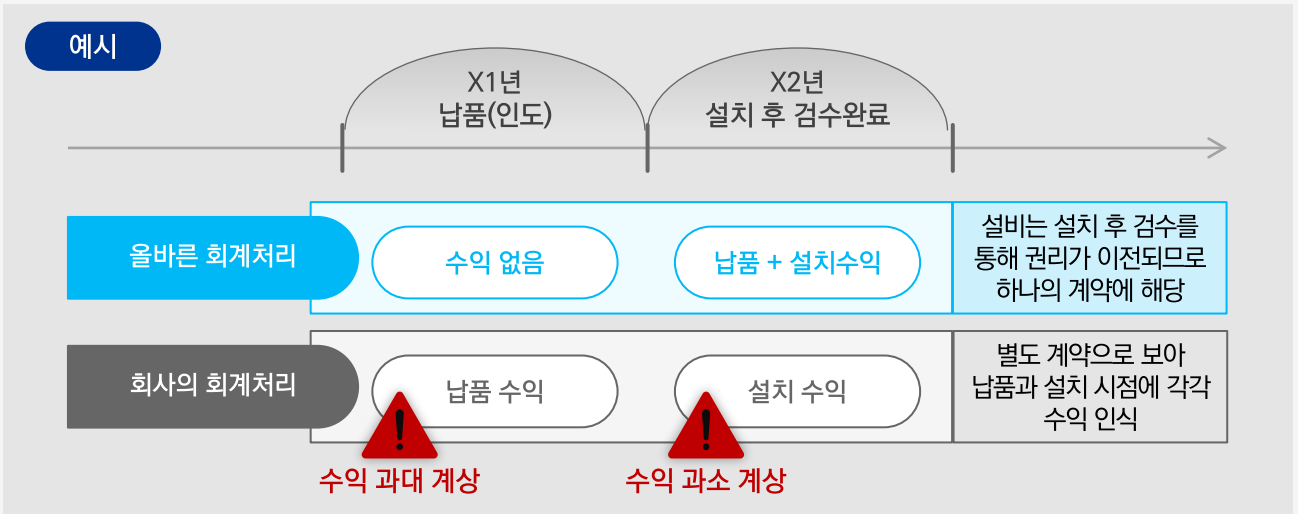 예시
X1년
납품(인도)
X2년
설치 후 검수완료
올바른 회계처리
수익 없음
납품 + 설치수익
설비는 설치 후 검수를
통해 권리가 이전되므로
하나의 계약에 해당
회사의 회계처리
납품 수익
설치 수익
별도 계약으로 보아
납품과 설치 시점에 각각
수익 인식
수익 과대 계상
수익 과소 계상